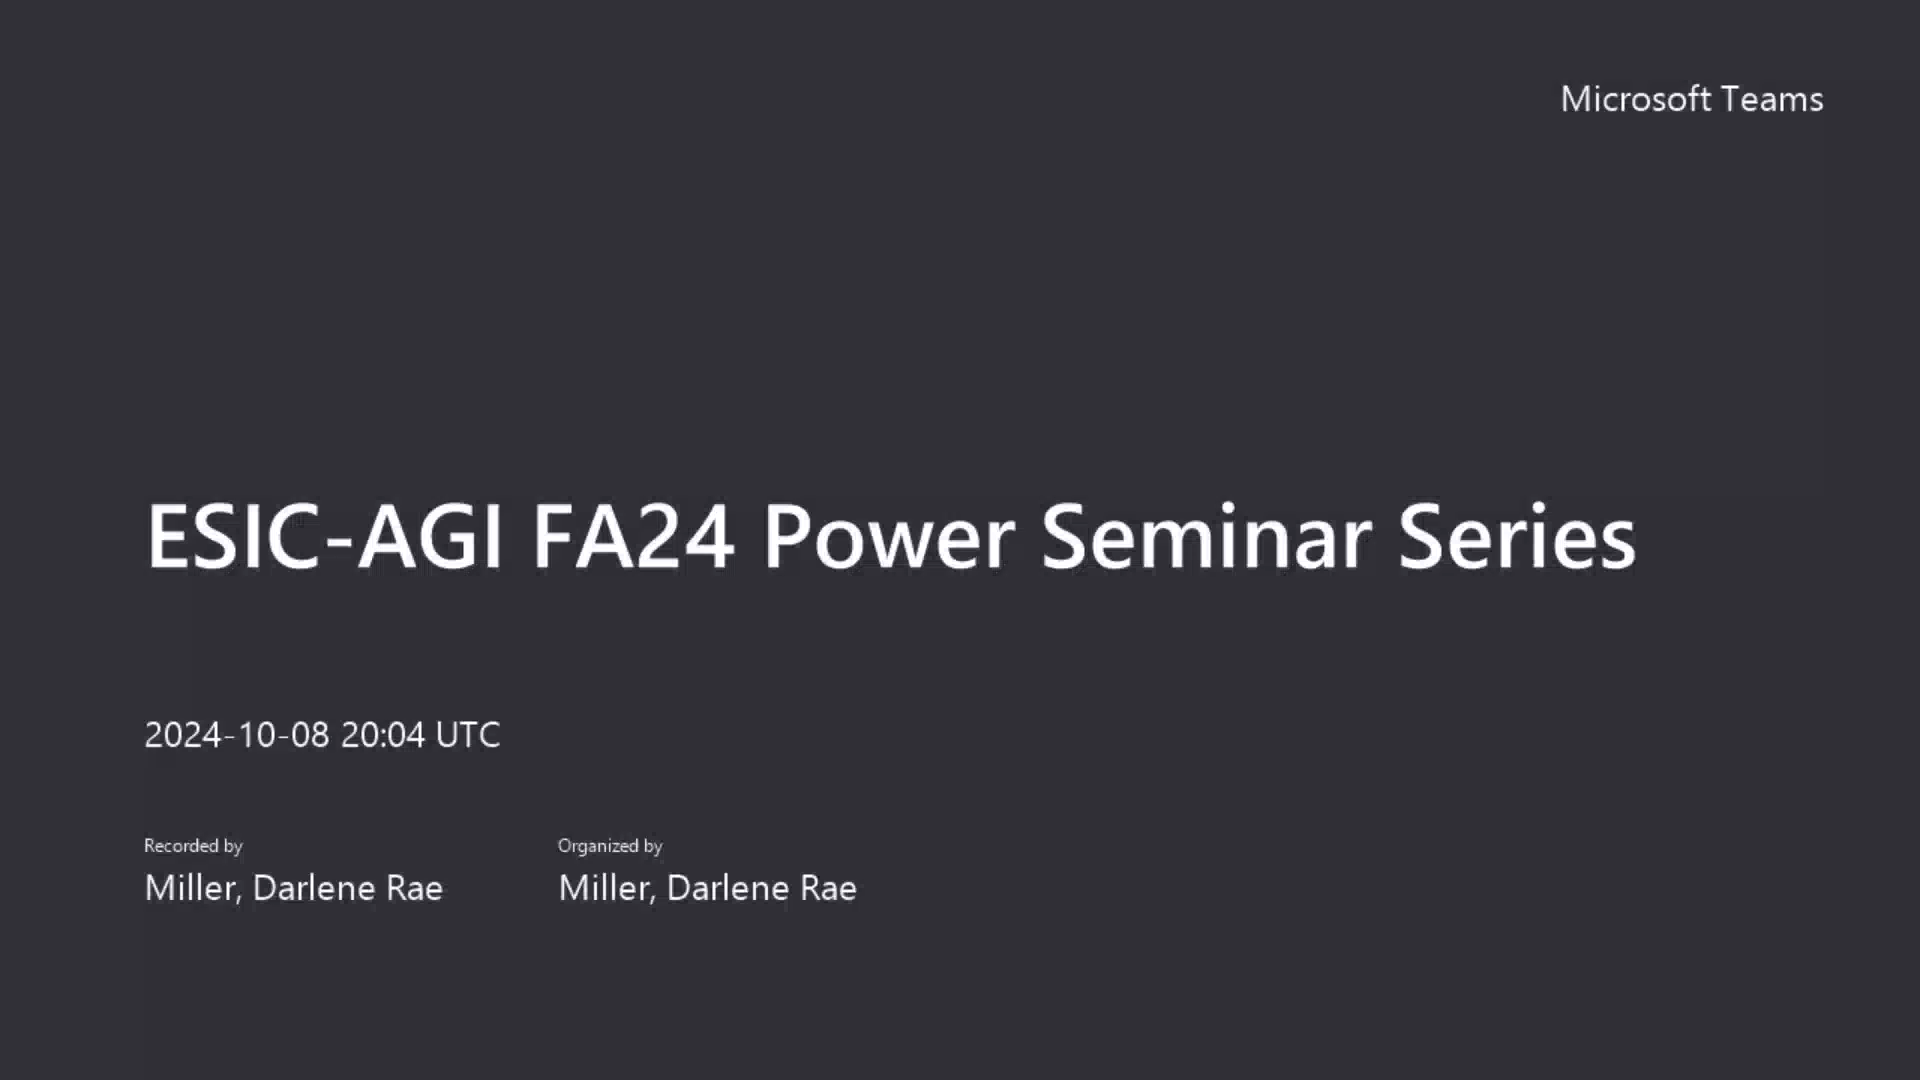 Microsoft Teams
ESIC-AGI FA24 Power Seminar Series
2024-10-08 20:04 UTC
Recorded by
Miller, Darlene Rae
Organized by
Miller, Darlene Rae